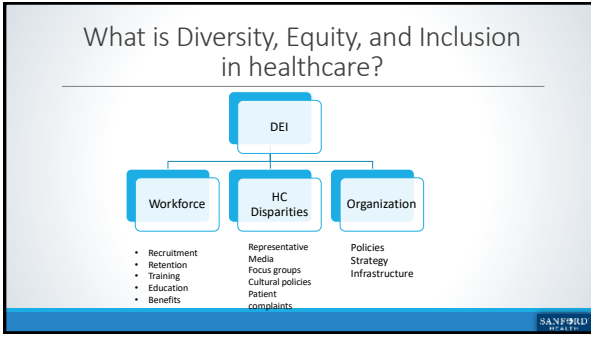 What is Diversity, Equity, and Inclusion
in healthcare?
DEI
Workforce
HC
Disparities
Organization
• Recruitment
• Retention
• Training
• Education
• Benefits
Representative
Media
Focus groups
Cultural policies
Patient
complaints
Policies
Strategy
Infrastructure
SANFORD
HEALTH